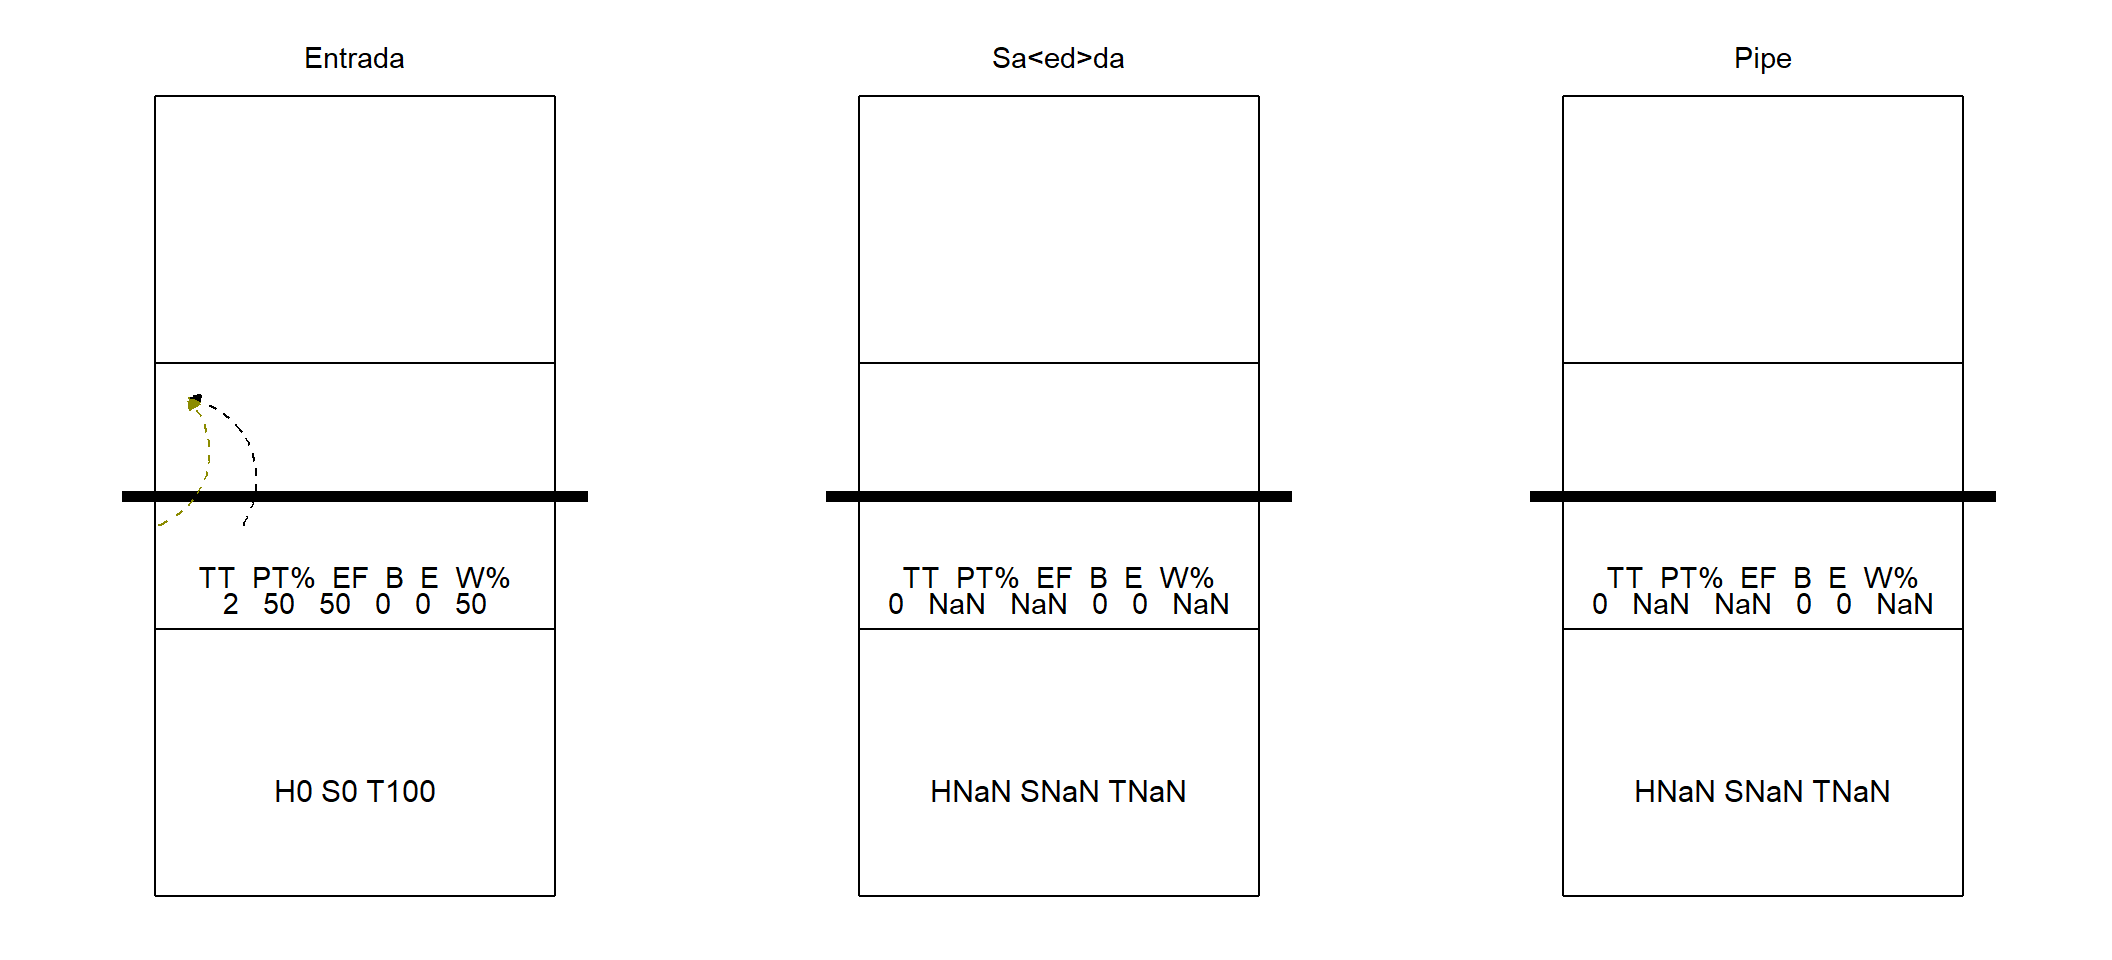 Entrada
TT PT% EF B E W%
2 50 50 0 0 50
H0 S0 T100
Sa<ed>da
TT PT% EF B E W%
0 NaN NaN 0 0 NaN
HNaN SNaN TNaN
Pipe
TT PT% EF B E W%
0 NaN NaN 0 0 NaN
HNaN SNaN TNaN